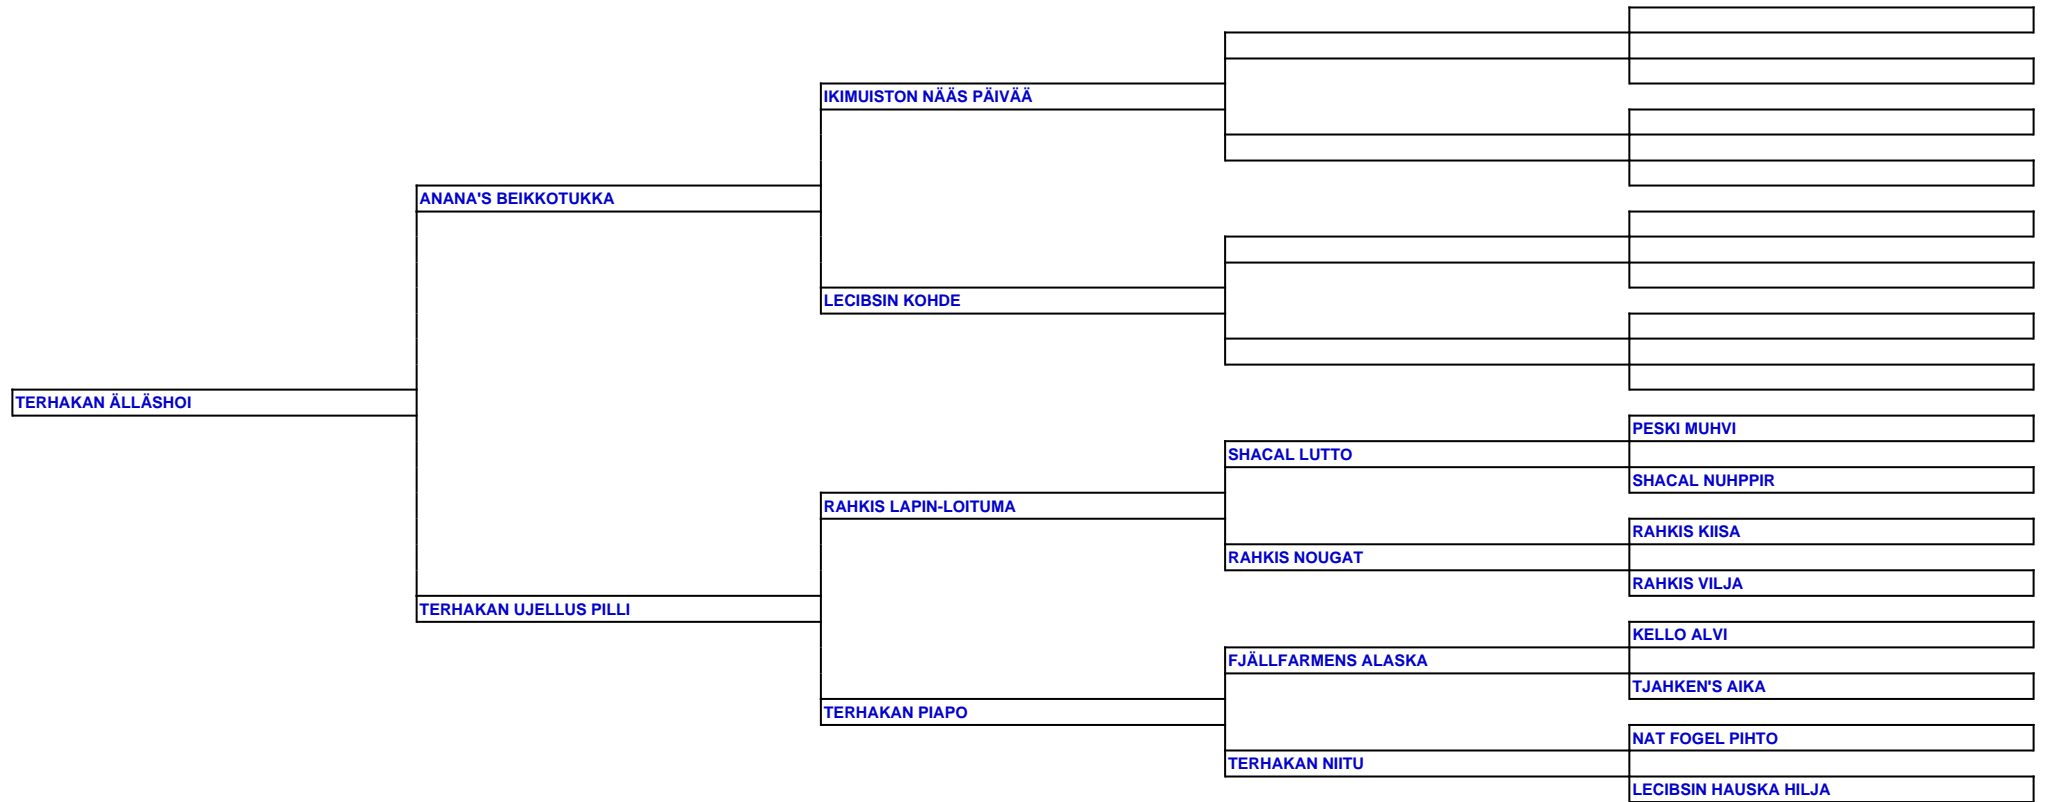 IKIMUISTON NÄÄS PÄIVÄÄ
ANANA'S BEIKKOTUKKA
LECIBSIN KOHDE
TERHAKAN ÄLLÄSHOI
PESKI MUHVI
SHACAL LUTTO
SHACAL NUHPPIR
RAHKIS LAPIN-LOITUMA
RAHKIS KIISA
RAHKIS NOUGAT
RAHKIS VILJA
TERHAKAN UJELLUS PILLI
KELLO ALVI
FJÄLLFARMENS ALASKA
TJAHKEN'S AIKA
TERHAKAN PIAPO
NAT FOGEL PIHTO
TERHAKAN NIITU
LECIBSIN HAUSKA HILJA